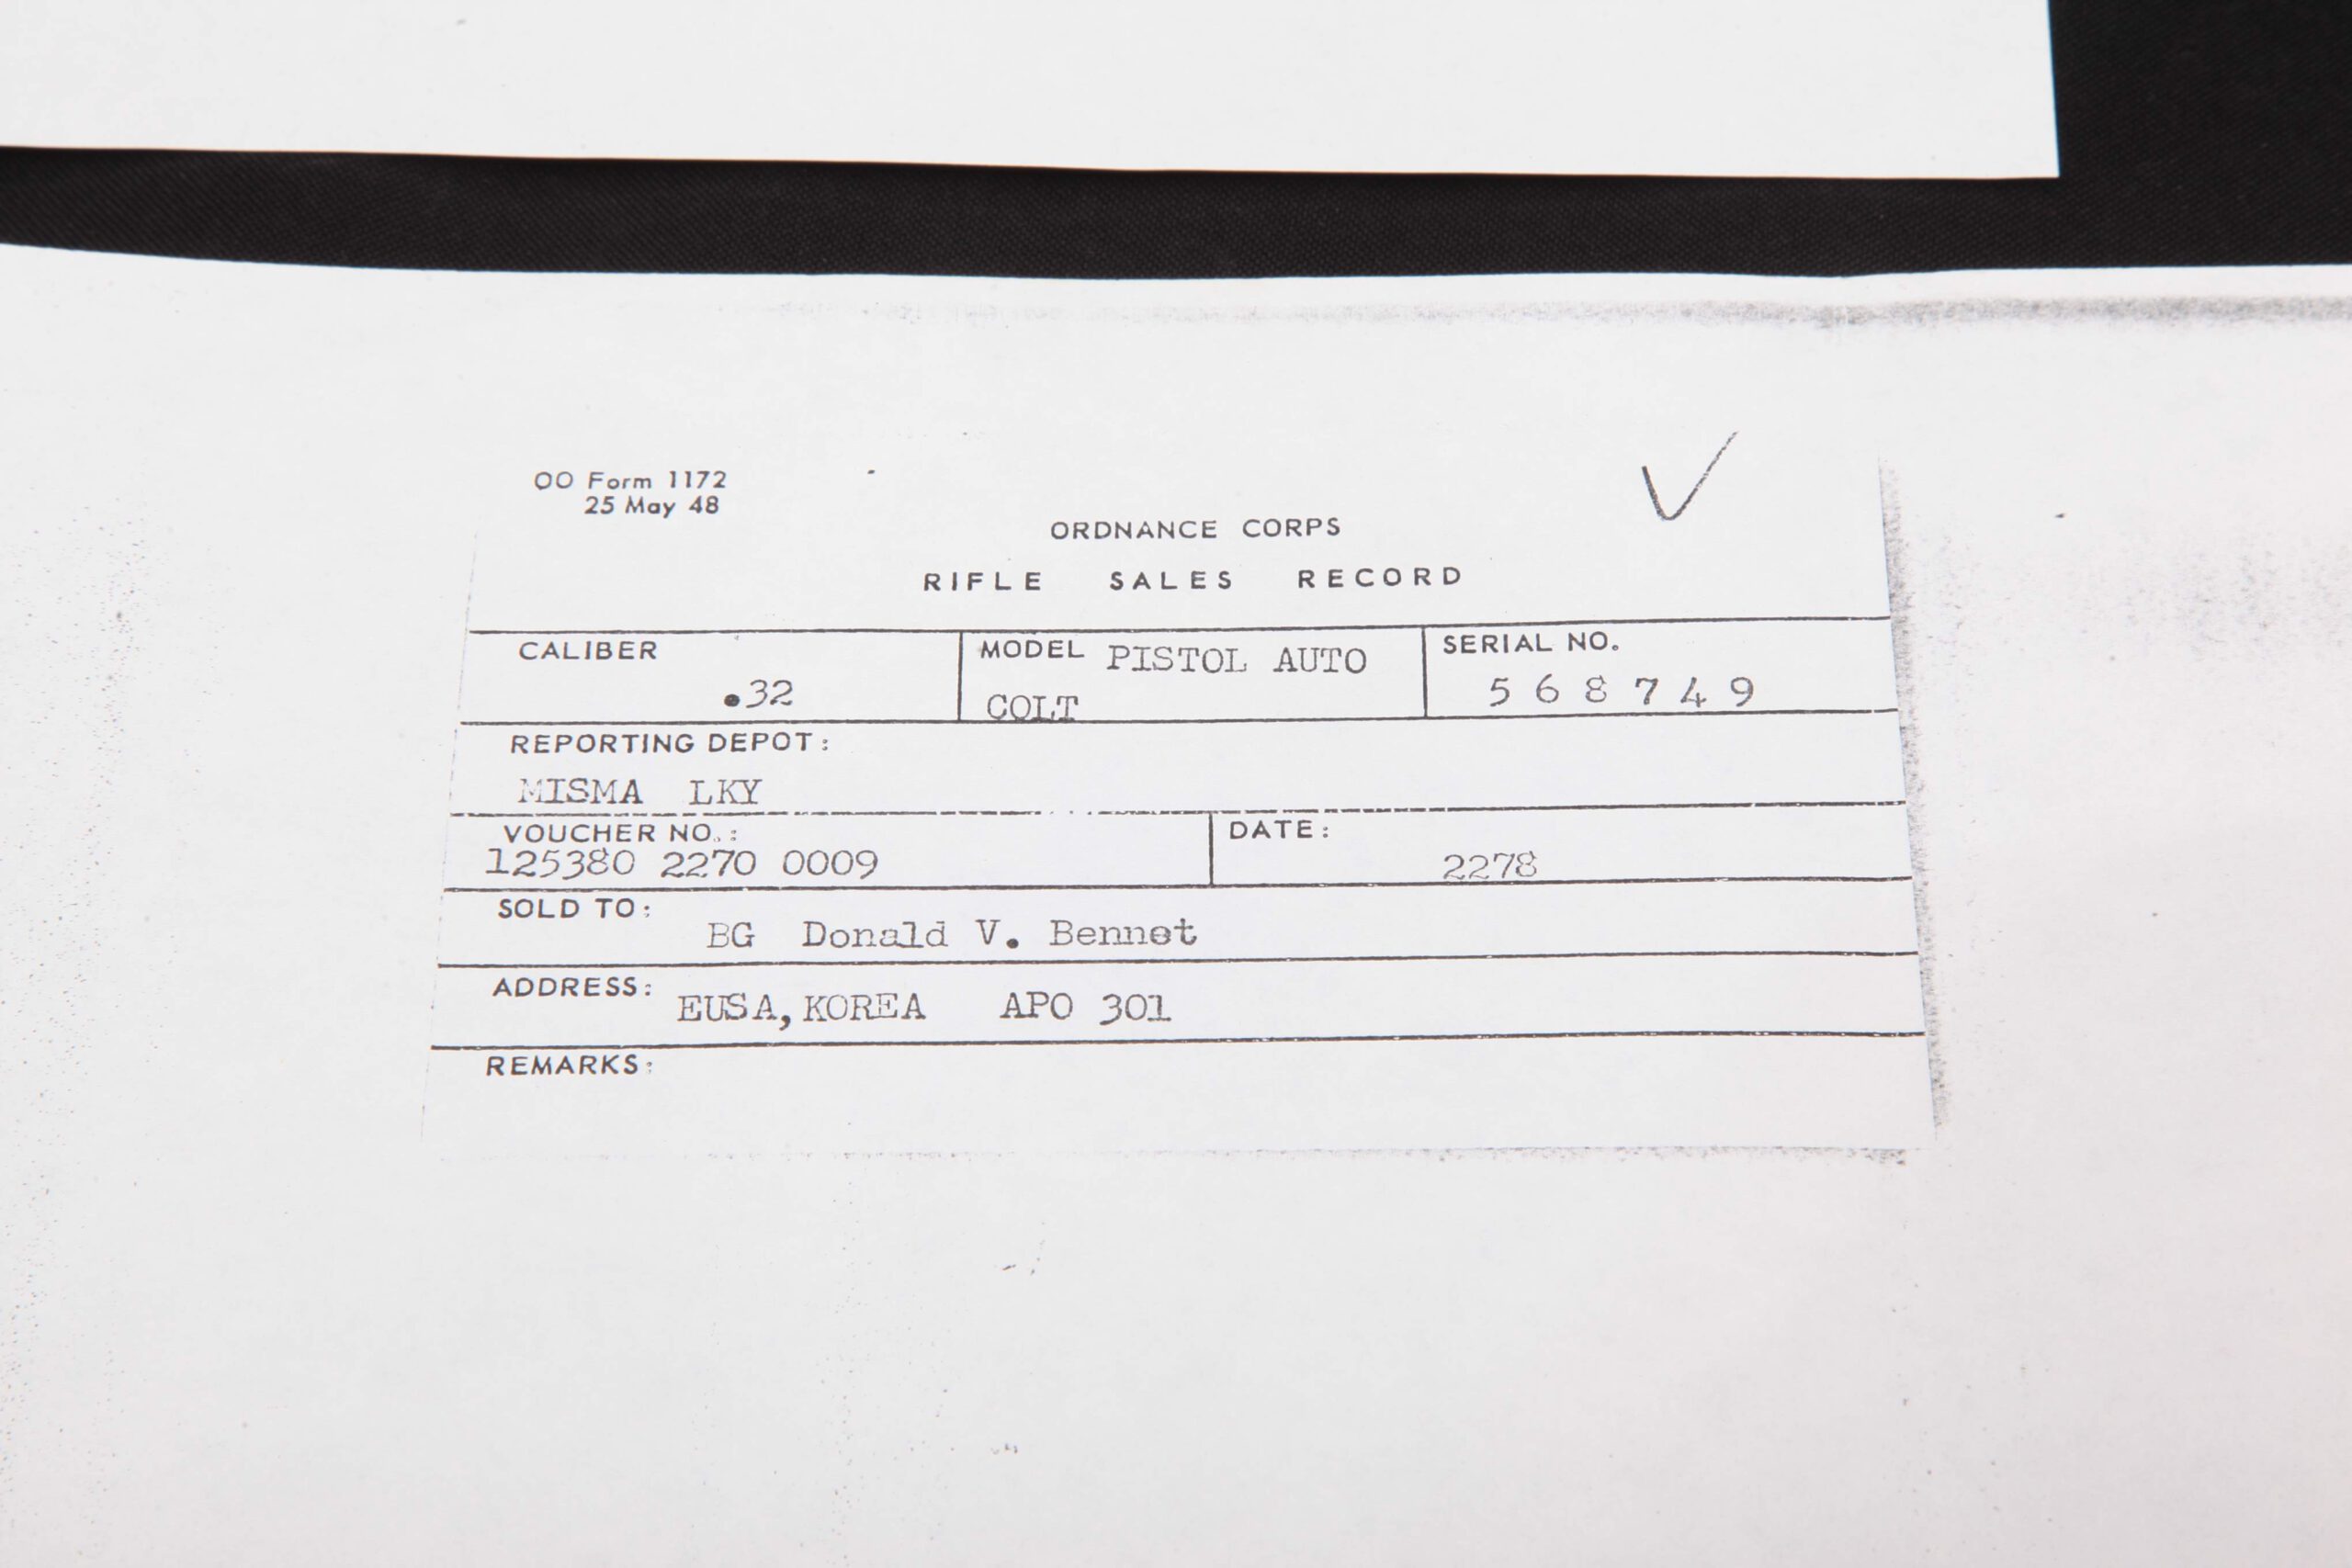 OO Form 1172
25 May 48
ORDNANCE CORPS
RIFLE SALES RECORD
CALIBER
.32
MODEL PISTOL AUTO
COLT
SERIAL NO.
568749
REPORTING DEPOT:
MISMA LKY
VOUCHER NO.:
125380 2270 0009
DATE:
2278
SOLD TO:
BG Donald V. Bennet
ADDRESS:
EUSA, KOREA APO 301
REMARKS: